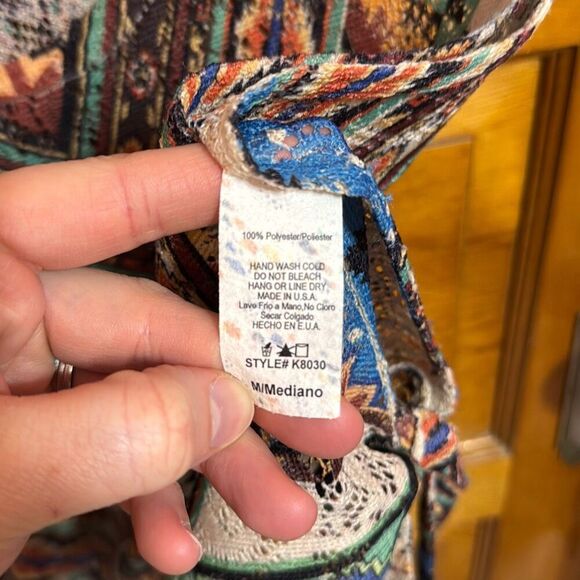 100% Polyester/Poliester
HAND WASH COLD
DO NOT BLEACH
HANG OR LINE DRY,
MADE IN U.S.A.
Lave Frio a Mano,No Cloro
Secar Colgado
HECHO EN E.U.A.
STYLE# K8030
M/Mediano